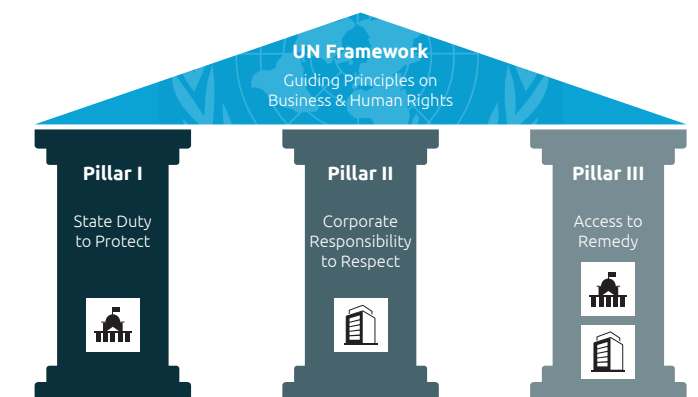 UN Framework
Guiding Principles on
Business & Human Rights
Pillar I
State Duty
to Protect
Pillar II
Corporate
Responsibility
to Respect
Pillar III
Access to
Remedy